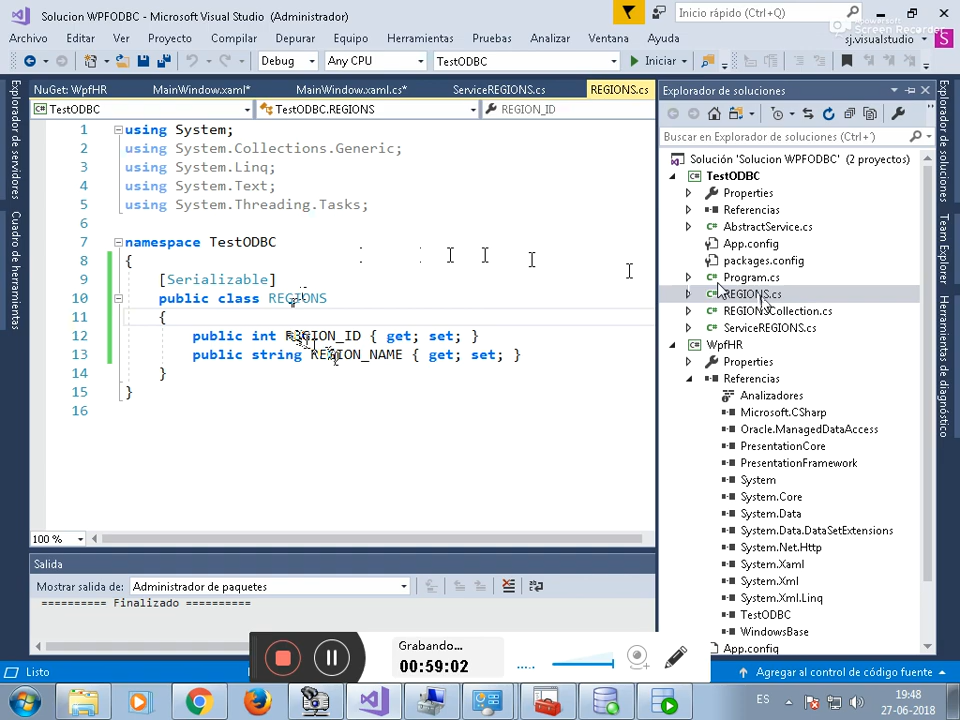 Solucion WPFODBC - Microsoft Visual Studio (Administrador)
Inicio rápido (Ctrl+Q)
Archivo Editar Ver Proyecto Compilar Depurar Equipo Herramientas Pruebas Analizar Ventana Ayuda
sj.visualstudio
S
Debug Any CPU TestODBC Iniciar
NuGet: WpfHR MainWindow.xaml* MainWindow.xaml.cs* ServiceREGIONS.cs REGIONS.cs
TestODBC TestODBC.REGIONS REGION_ID
1 using System;
2 using System.Collections.Generic;
3 using System.Linq;
4 using System.Text;
5 using System.Threading.Tasks;
6
7 namespace TestODBC
8 {
9 [Serializable]
10 public class REGIONS
11 {
12 public int REGION_ID { get; set; }
13 public string REGION_NAME { get; set; }
14 }
15 }
16
100 %
Salida
Mostrar salida de: Administrador de paquetes
========== Finalizado ==========
Explorador de servidores
Cuadro de herramientas
Explorador de soluciones
Buscar en Explorador de soluciones (Ctrl+´)
Solución 'Solucion WPFODBC' (2 proyectos)
TestODBC
Properties
Referencias
AbstractService.cs
App.config
packages.config
Program.cs
REGIONS.cs
REGIONSCollection.cs
ServiceREGIONS.cs
WpfHR
Properties
Referencias
Analizadores
Microsoft.CSharp
Oracle.ManagedDataAccess
PresentationCore
PresentationFramework
System
System.Core
System.Data
System.Data.DataSetExtensions
System.Net.Http
System.Xaml
System.Xml
System.Xml.Linq
TestODBC
WindowsBase
App.config
Explorador de soluciones
Team Explorer
Herramientas de diagnóstico
Grabando...
00:59:02
Listo
Agregar al control de código fuente
ES
19:48
27-06-2018